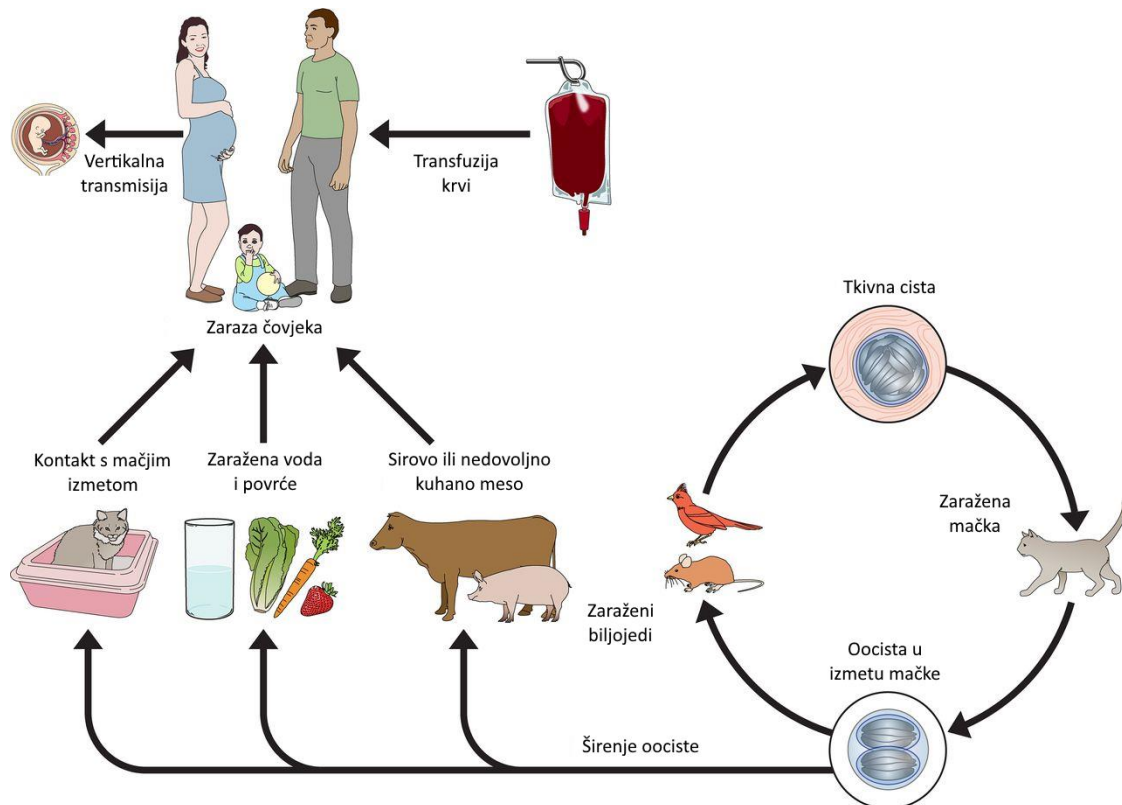 Vertikalna
transmisija
Transfuzija
krvi
Zaraza čovjeka
Tkivna cista
Kontakt s mačjim
izmetom
Zaražena voda
i povrće
Sirovo ili nedovoljno
kuhano meso
Zaražena
mačka
Zaraženi
biljojedi
Oocista u
izmetu mačke
Širenje oociste